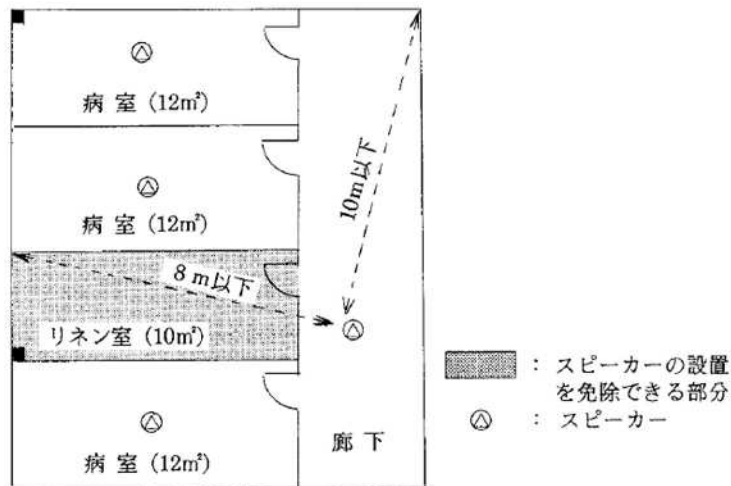 病 室 (12㎡)
10m以下
病 室 (12㎡)
8m以下
リネン室 (10㎡)
病 室 (12㎡)
廊 下
: スピーカーの設置
を免除できる部分
: スピーカー